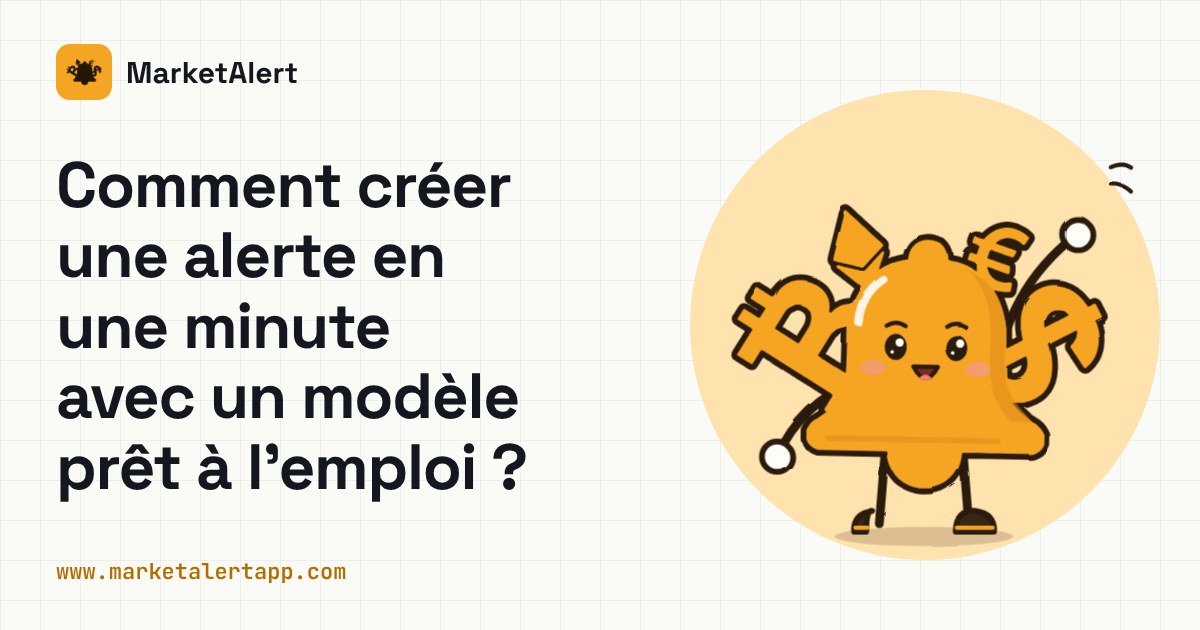 MarketAlert
Comment créer
une alerte en
une minute
avec un modèle
prêt à l’emploi ?
www.marketalertapp.com